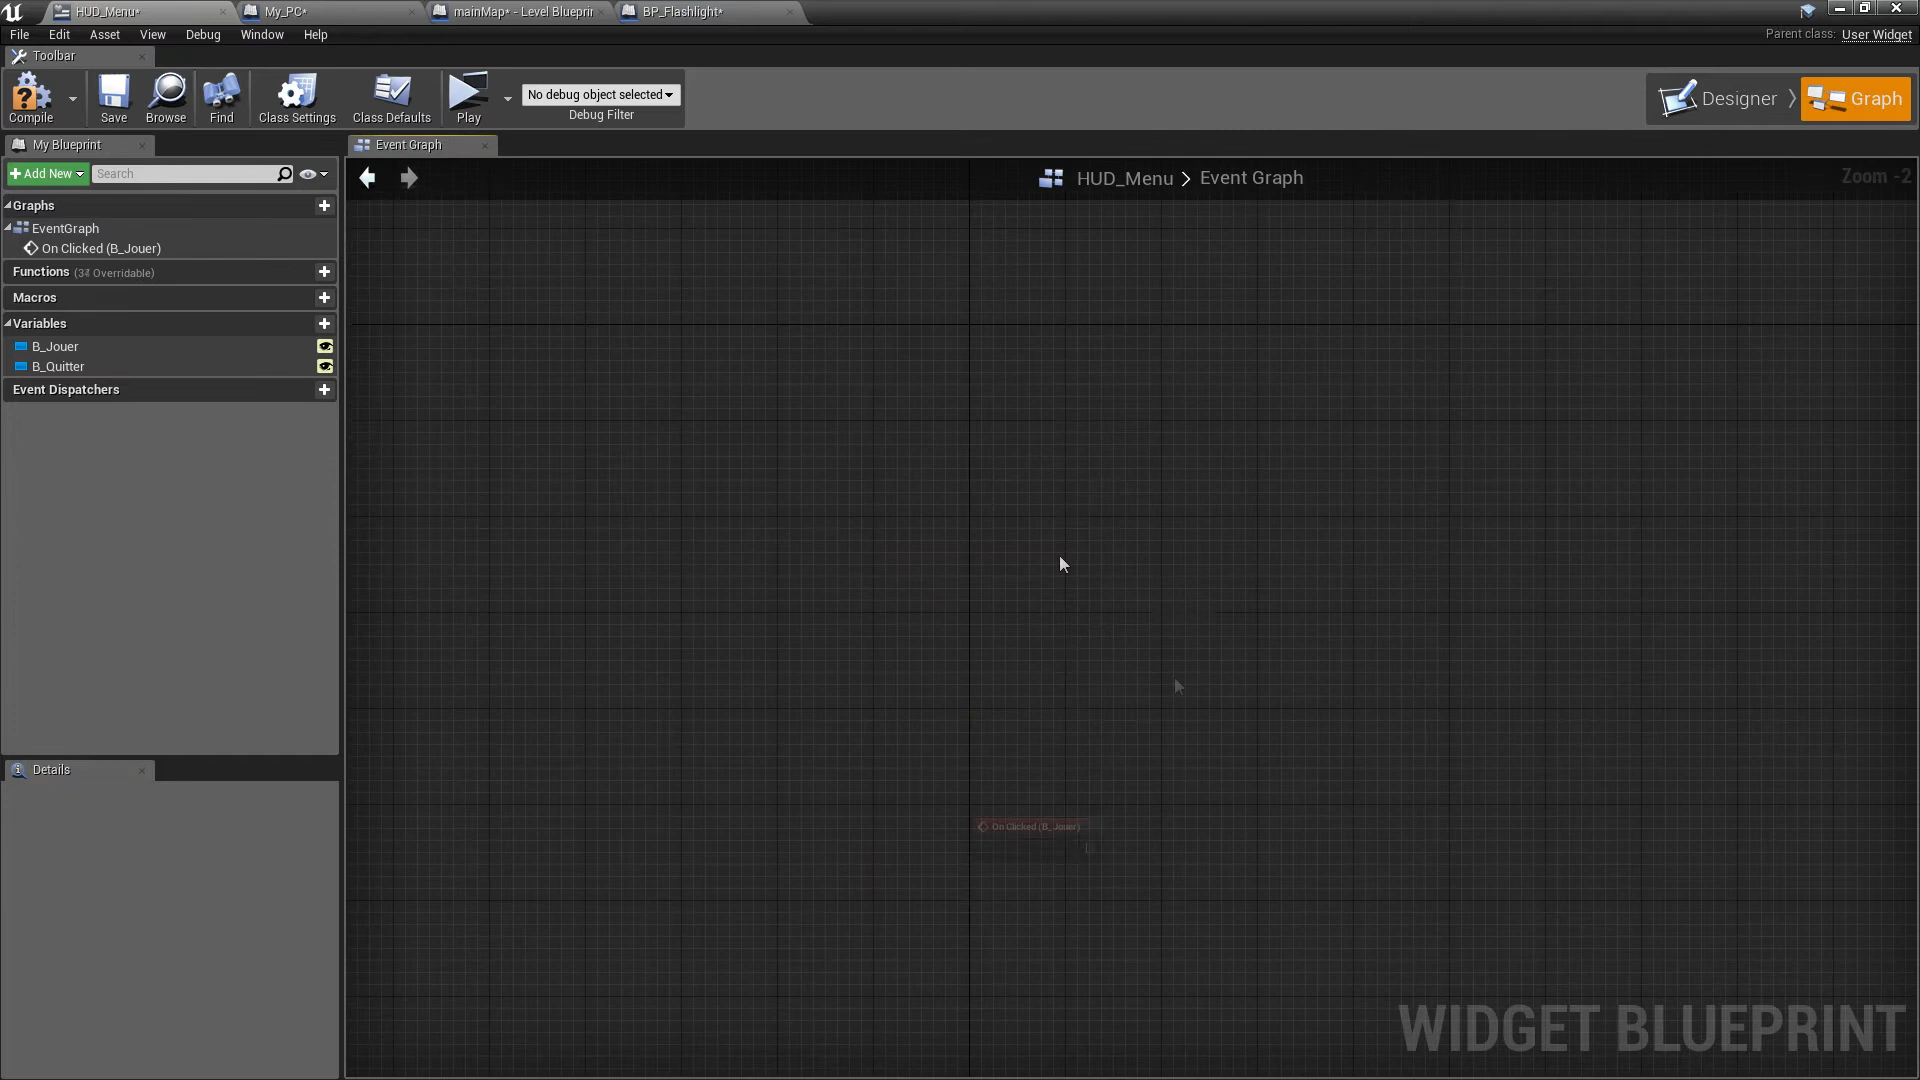 HUD_Menu*
My_PC*
mainMap* - Level Blueprin
BP_Flashlight*
File Edit Asset View Debug Window Help
Parent class: User Widget
Toolbar
Compile
Save
Browse
Find
Class Settings
Class Defaults
Play
No debug object selected
Debug Filter
Designer
Graph
My Blueprint
Event Graph
Add New
Search
HUD_Menu > Event Graph
Zoom -2
Graphs
EventGraph
On Clicked (B_Jouer)
Functions
Macros
Variables
B_Jouer
B_Quitter
Event Dispatchers
Details
On Clicked (B_Jouer)
WIDGET BLUEPRINT